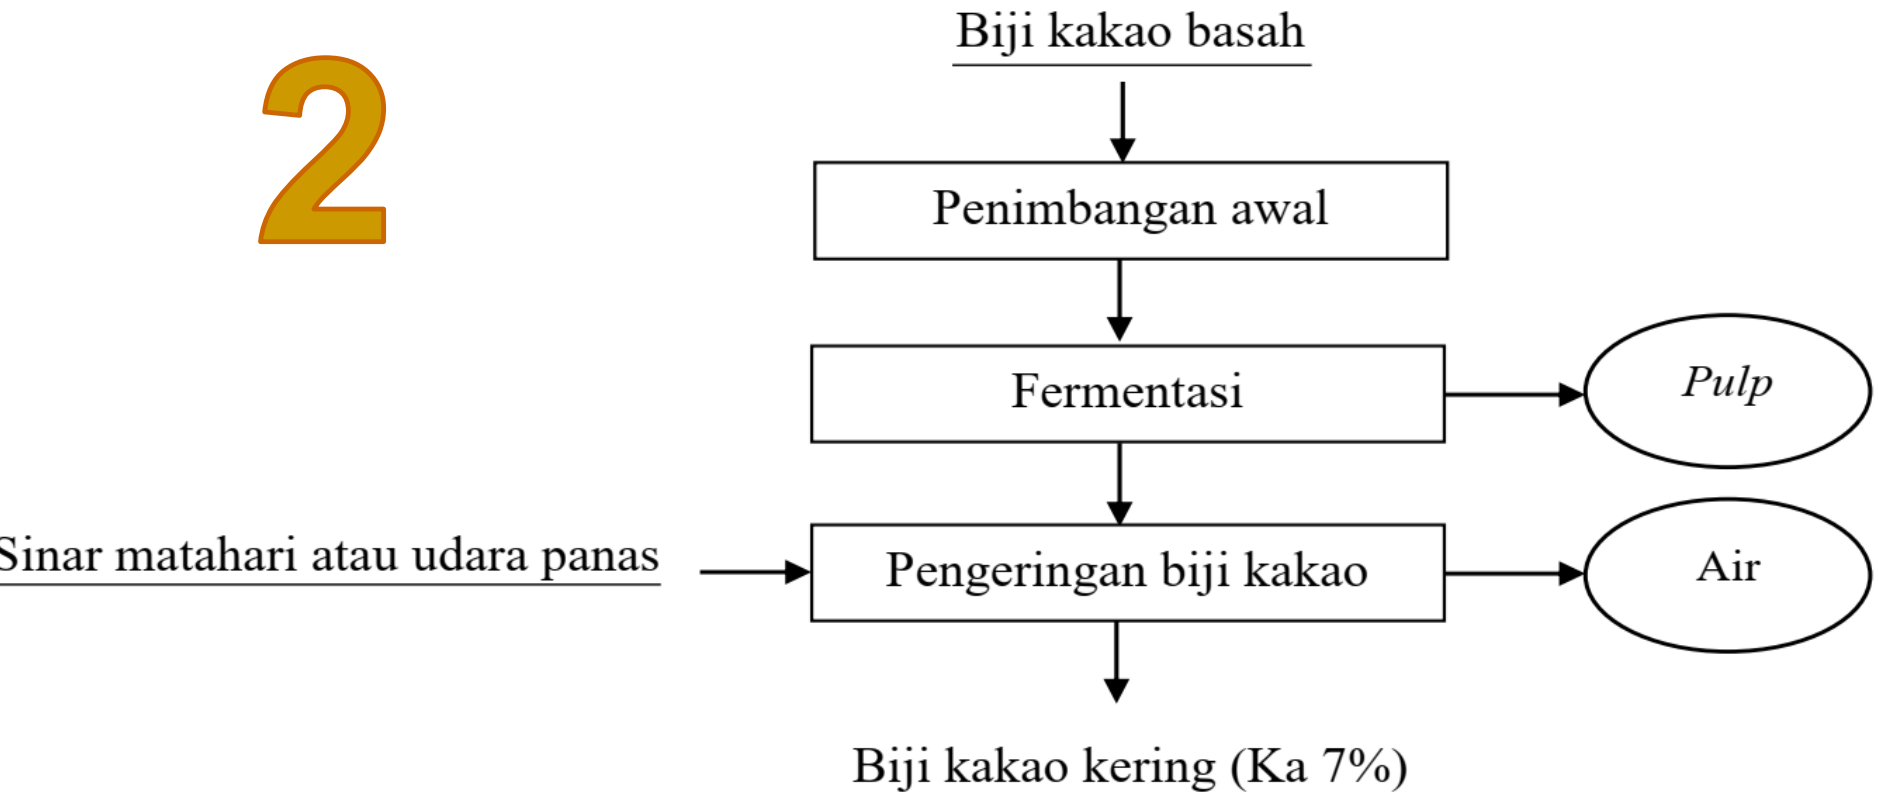 2
Biji kakao basah
Penimbangan awal
Fermentasi
Pulp
Sinar matahari atau udara panas
Pengeringan biji kakao
Air
Biji kakao kering (Ka 7%)